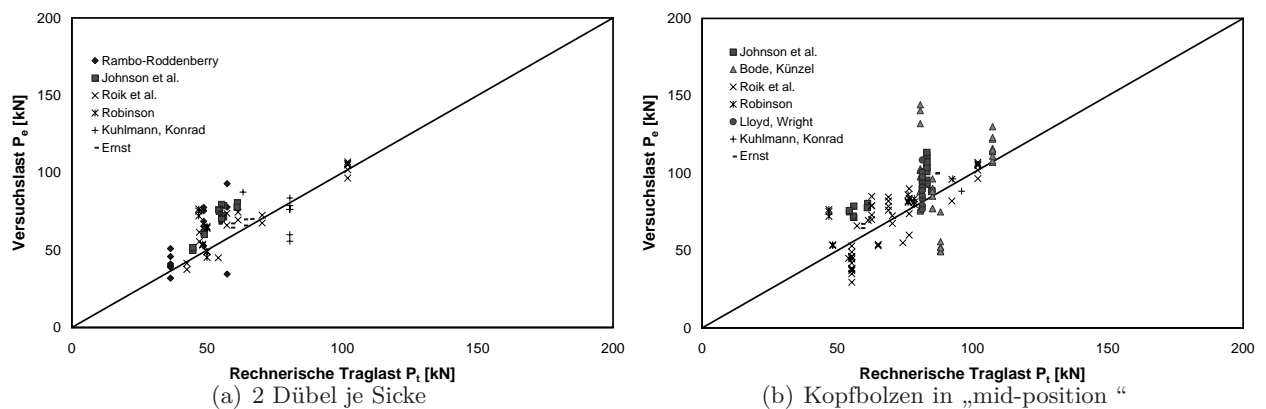 200
150
100
50
0
Versuchslast Pe [kN]
Rambo-Roddenberry
Johnson et al.
Roik et al.
Robinson
Kuhlmann, Konrad
Ernst
0 50 100 150 200
Rechnerische Traglast Pt [kN]
(a) 2 Dübel je Sicke
200
150
100
50
0
Versuchslast Pe [kN]
Johnson et al.
Bode, Künzel
Roik et al.
Robinson
Lloyd, Wright
Kuhlmann, Konrad
Ernst
0 50 100 150 200
Rechnerische Traglast Pt [kN]
(b) Kopfbolzen in „mid-position “